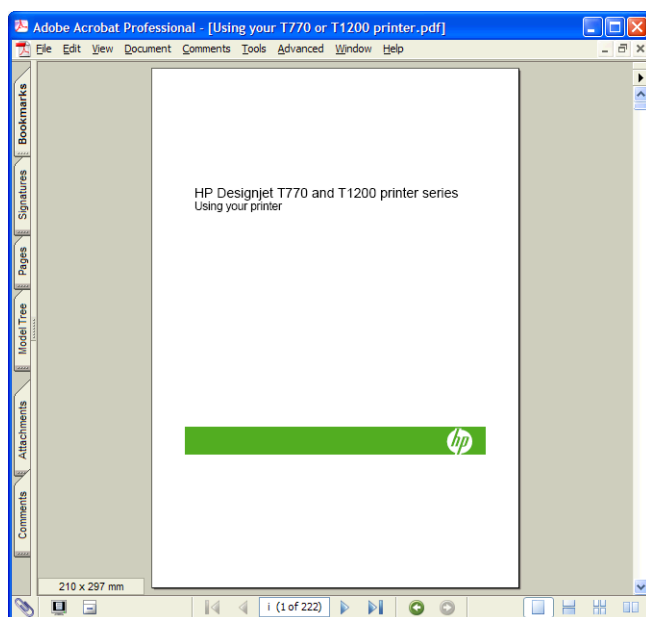 Adobe Acrobat Professional - [Using your T770 or T1200 printer.pdf]
File Edit View Document Comments Tools Advanced Window Help
Bookmarks
Signatures
Pages
Model Tree
Attachments
Comments
HP Designjet T770 and T1200 printer series
Using your printer
hp
210 x 297 mm
i (1 of 222)